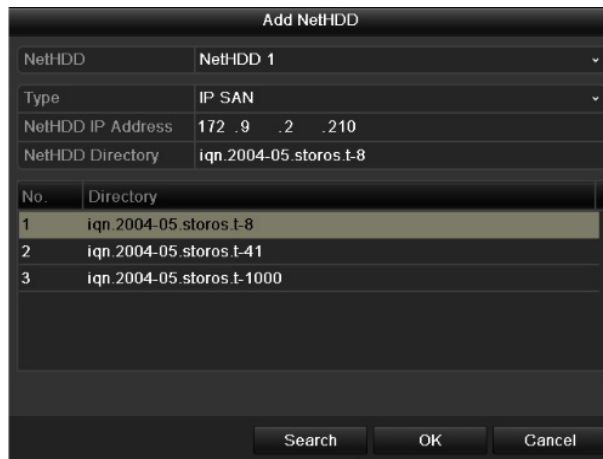 Add NetHDD
NetHDD NetHDD 1
Type IP SAN
NetHDD IP Address 172 .9 .2 .210
NetHDD Directory iqn.2004-05.storos.t-8
No. Directory
1 iqn.2004-05.storos.t-8
2 iqn.2004-05.storos.t-41
3 iqn.2004-05.storos.t-1000
Search OK Cancel